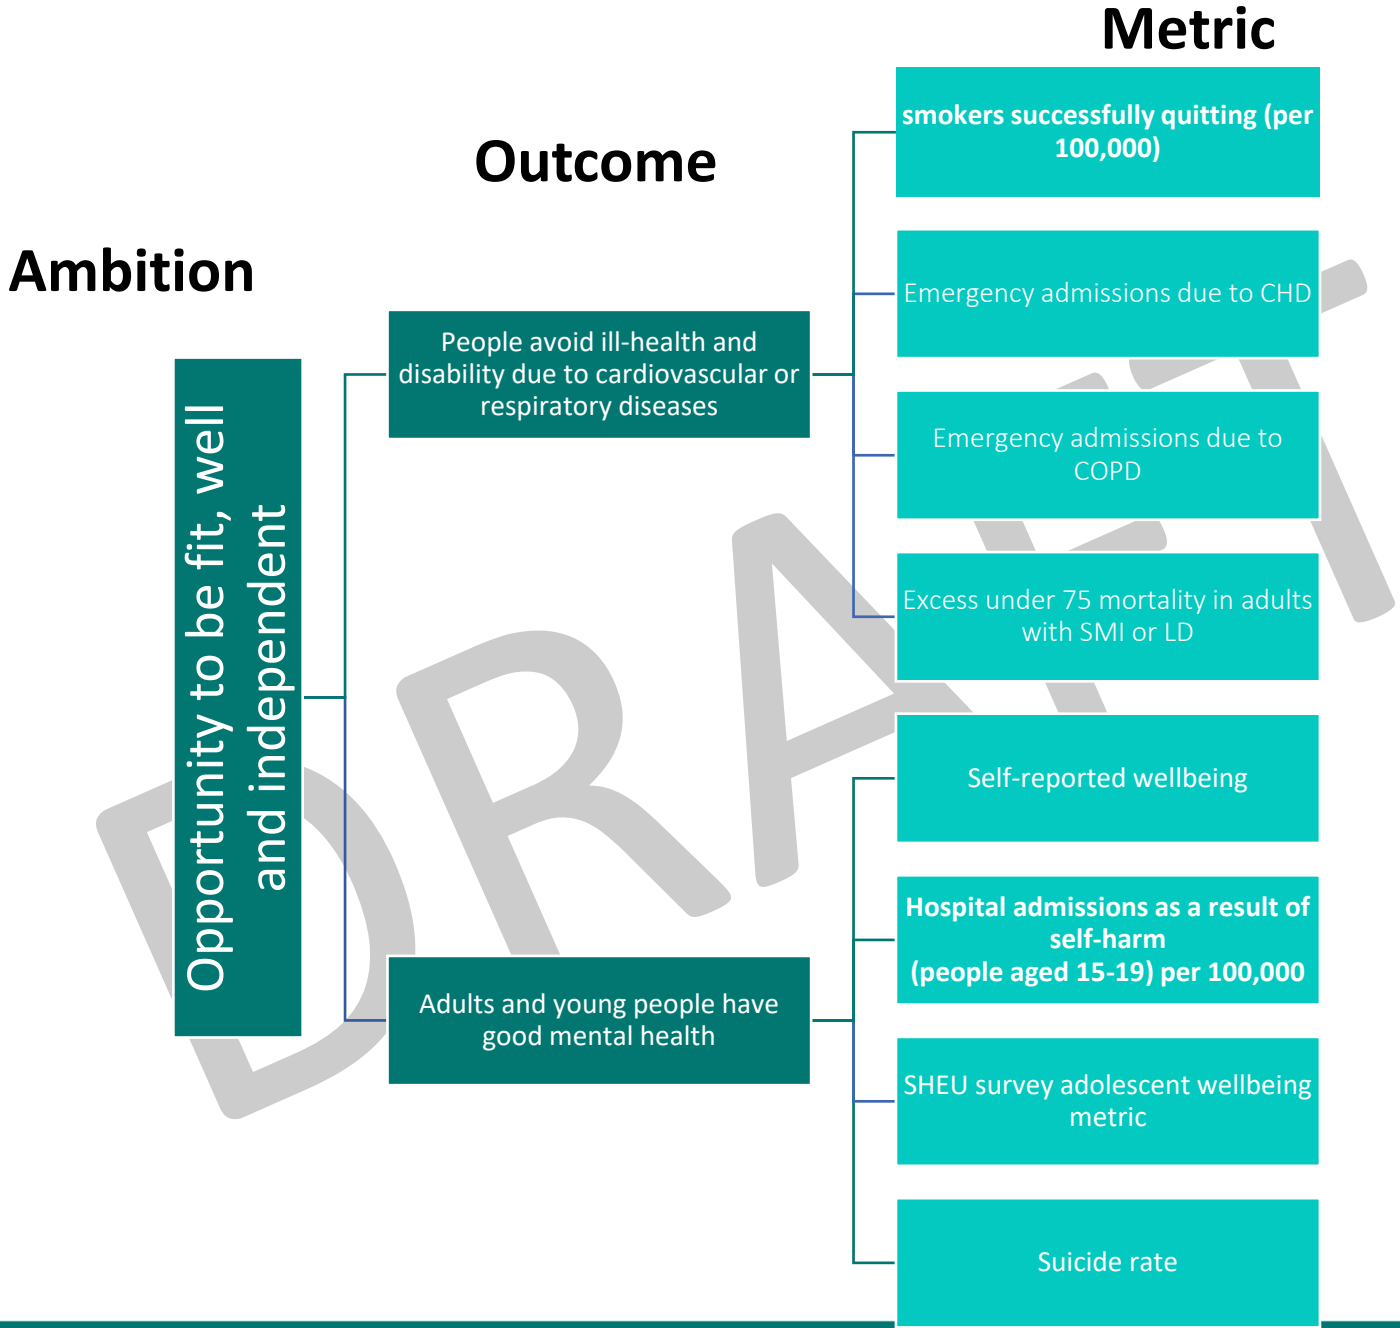 Metric
Outcome
Ambition
Opportunity to be fit, well
and independent
People avoid ill-health and
disability due to cardiovascular or
respiratory diseases
smokers successfully quitting (per
100,000)
Emergency admissions due to CHD
Emergency admissions due to
COPD
Excess under 75 mortality in adults
with SMI or LD
Adults and young people have
good mental health
Self-reported wellbeing
Hospital admissions as a result of
self-harm
(people aged 15-19) per 100,000
SHEU survey adolescent wellbeing
metric
Suicide rate
DRAFT